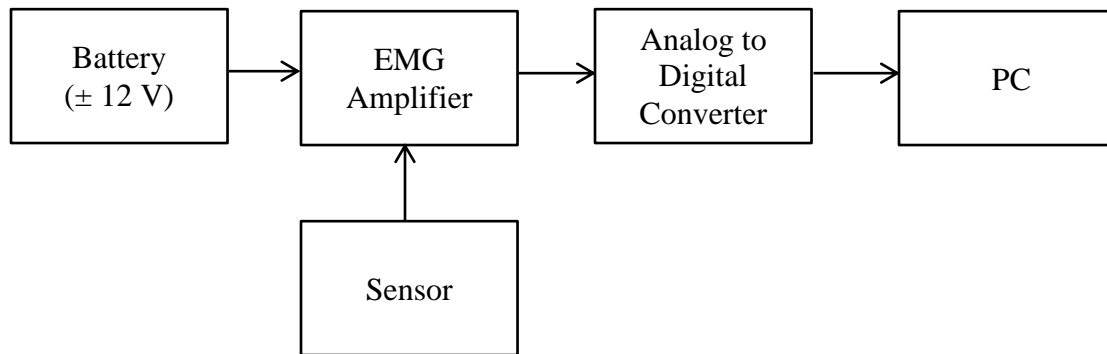 Battery
(± 12 V)
EMG
Amplifier
Analog to
Digital
Converter
PC
Sensor